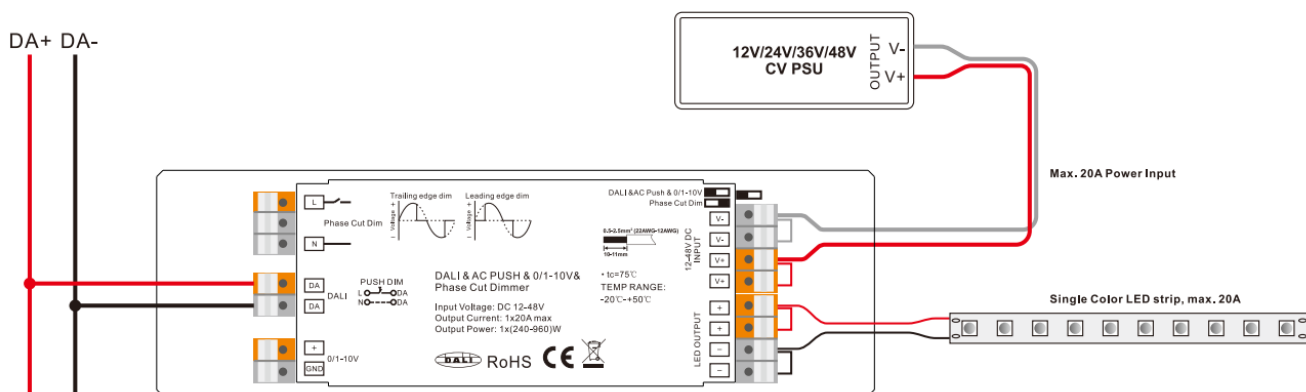 DA+ DA-
12V/24V/36V/48V
CV PSU
OUTPUT
V-
V+
Max. 20A Power Input
L
Phase Cut Dim
N
Trailing edge dim
Leading edge dim
Voltage
+
-
Voltage
+
-
DALI &AC Push & 0/1-10V
Phase Cut Dim
0.5-2.5mm² (22AWG-12AWG)
10-11mm
V-
V-
V+
V+
12-48V DC
INPUT
DA
DA
DALI
PUSH DIM
L DA
N DA
DALI & AC PUSH & 0/1-10V&
Phase Cut Dimmer
Input Voltage: DC 12-48V
Output Current: 1x20A max
Output Power: 1x(240-960)W
• tc=75℃
TEMP RANGE:
-20℃-+50℃
+
+
−
−
LED OUTPUT
Single Color LED strip, max. 20A
+
0/1-10V
GND
DALI
RoHS
CE